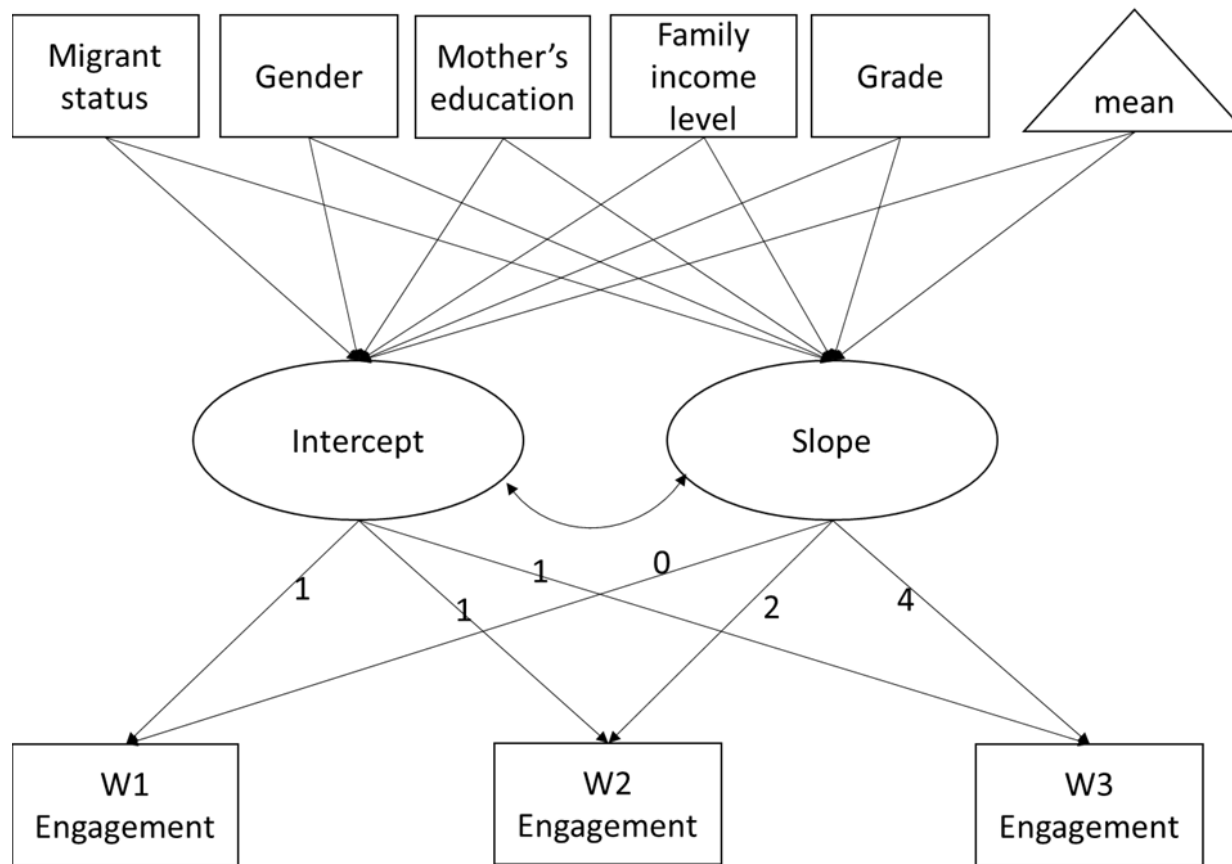 Migrant
status
Gender
Mother’s
education
Family
income
level
Grade
mean
Intercept
Slope
1
1
1
0
2
4
W1
Engagement
W2
Engagement
W3
Engagement